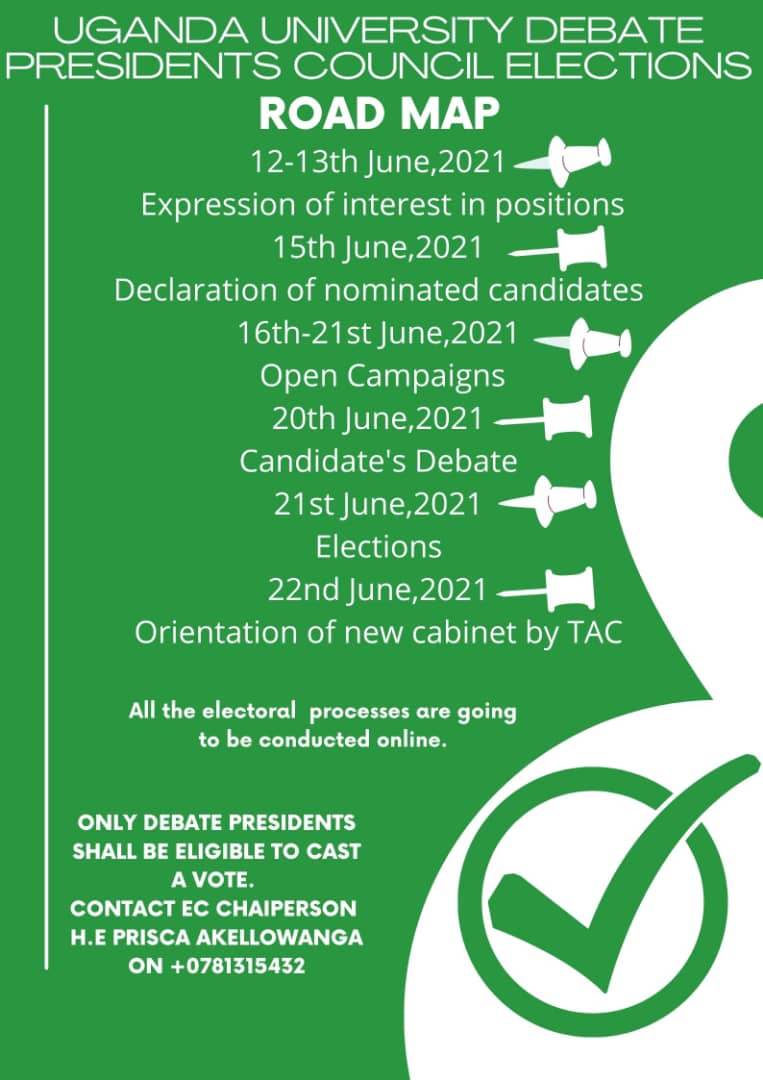 UGANDA UNIVERSITY DEBATE
PRESIDENTS COUNCIL ELECTIONS
ROAD MAP
12-13th June,2021
Expression of interest in positions
15th June,2021
Declaration of nominated candidates
16th-21st June,2021
Open Campaigns
20th June,2021
Candidate's Debate
21st June,2021
Elections
22nd June,2021
Orientation of new cabinet by TAC
All the electoral processes are going
to be conducted online.
ONLY DEBATE PRESIDENTS
SHALL BE ELIGIBLE TO CAST
A VOTE.
CONTACT EC CHAIPERSON
H.E PRISCA AKELLOWANGA
ON +0781315432